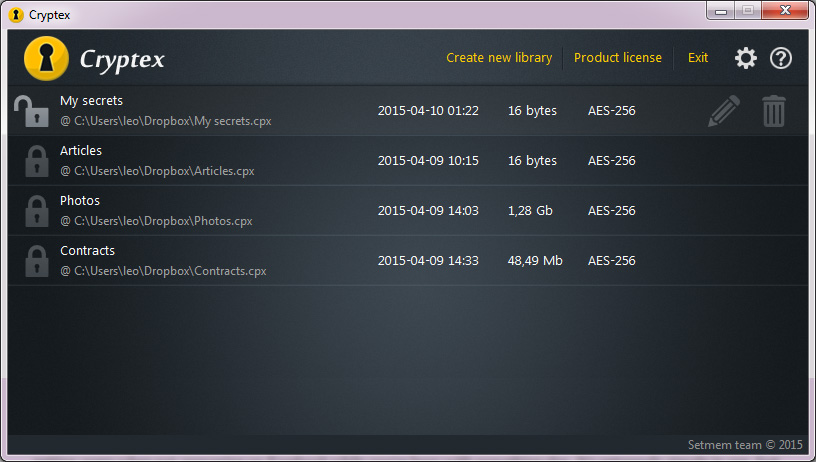 Cryptex
Cryptex
Create new library Product license Exit
My secrets
@ C:\Users\leo\Dropbox\My secrets.cpx
2015-04-10 01:22 16 bytes AES-256
Articles
@ C:\Users\leo\Dropbox\Articles.cpx
2015-04-09 10:15 16 bytes AES-256
Photos
@ C:\Users\leo\Dropbox\Photos.cpx
2015-04-09 14:03 1,28 Gb AES-256
Contracts
@ C:\Users\leo\Dropbox\Contracts.cpx
2015-04-09 14:33 48,49 Mb AES-256
Setmem team © 2015